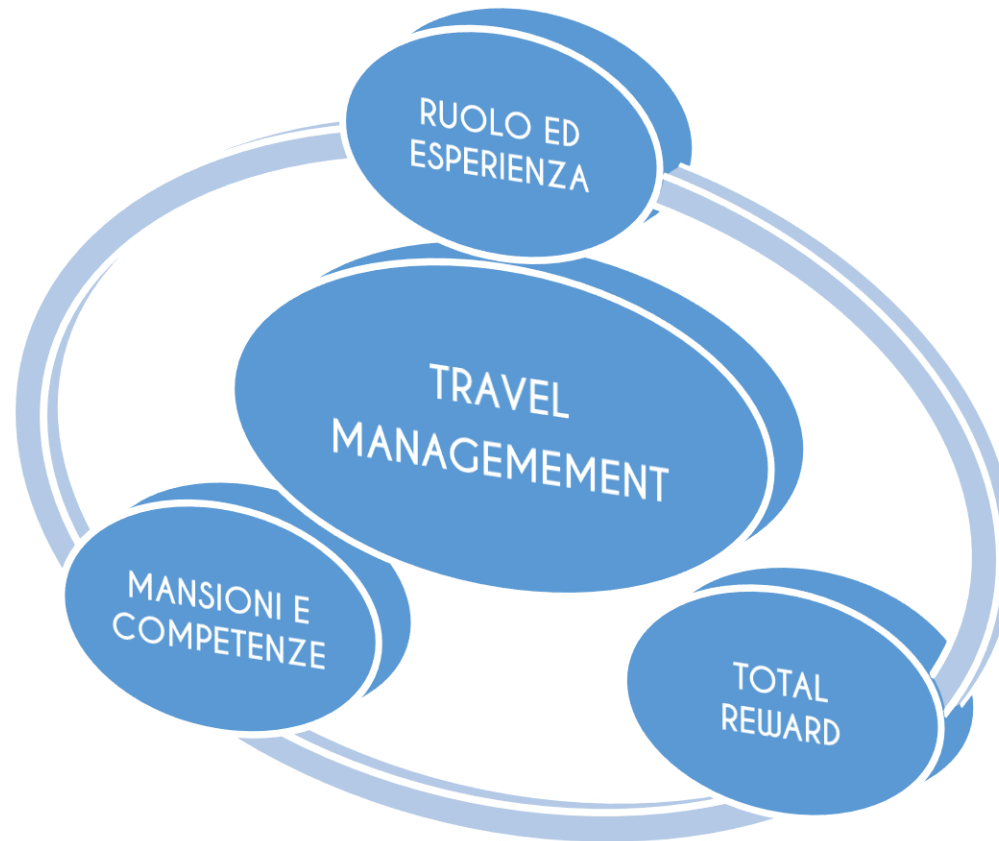 RUOLO ED
ESPERIENZA
TRAVEL
MANAGEMEMENT
MANSIONI E
COMPETENZE
TOTAL
REWARD